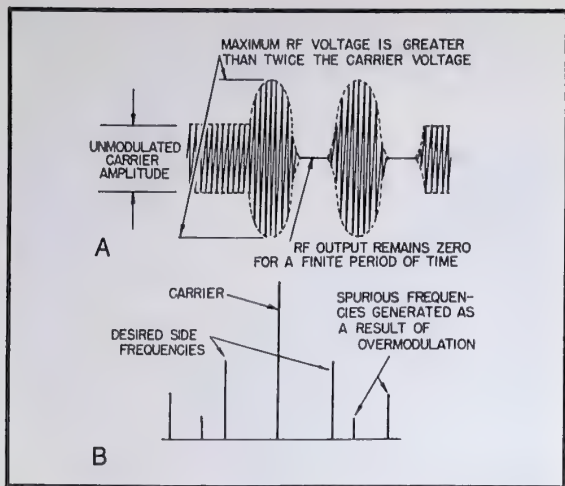 MAXIMUM RF VOLTAGE IS GREATER
THAN TWICE THE CARRIER VOLTAGE
UNMODULATED
CARRIER
AMPLITUDE
A
RF OUTPUT REMAINS ZERO
FOR A FINITE PERIOD OF TIME
CARRIER
DESIRED SIDE
FREQUENCIES
SPURIOUS FREQUEN-
CIES GENERATED AS
A RESULT OF
OVERMODULATION
B